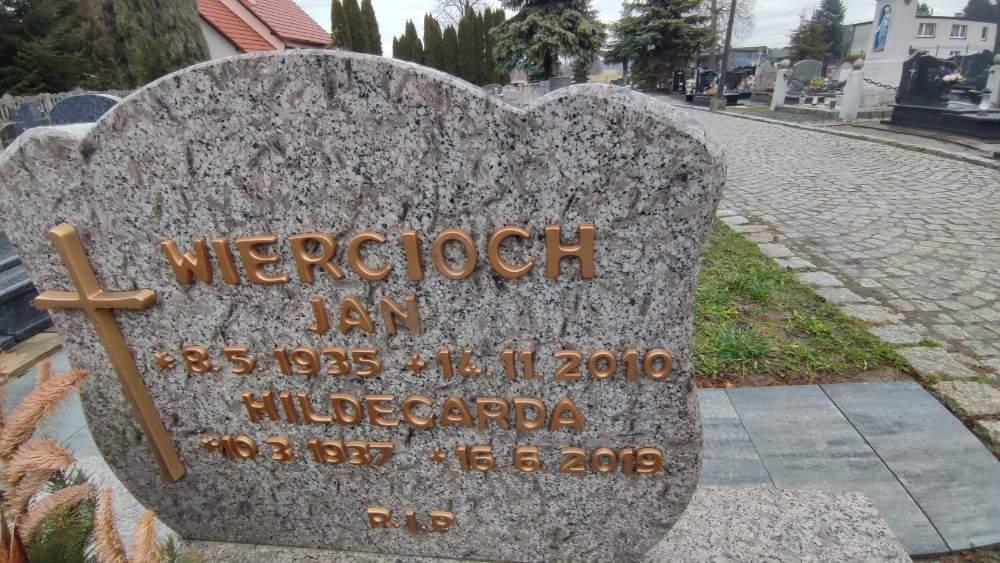 WIERCIOCH
JAN
*8.5.1935 +14.11.2010
HILDEGARDA
*10.3.1937 +16.6.2019
R.I.P